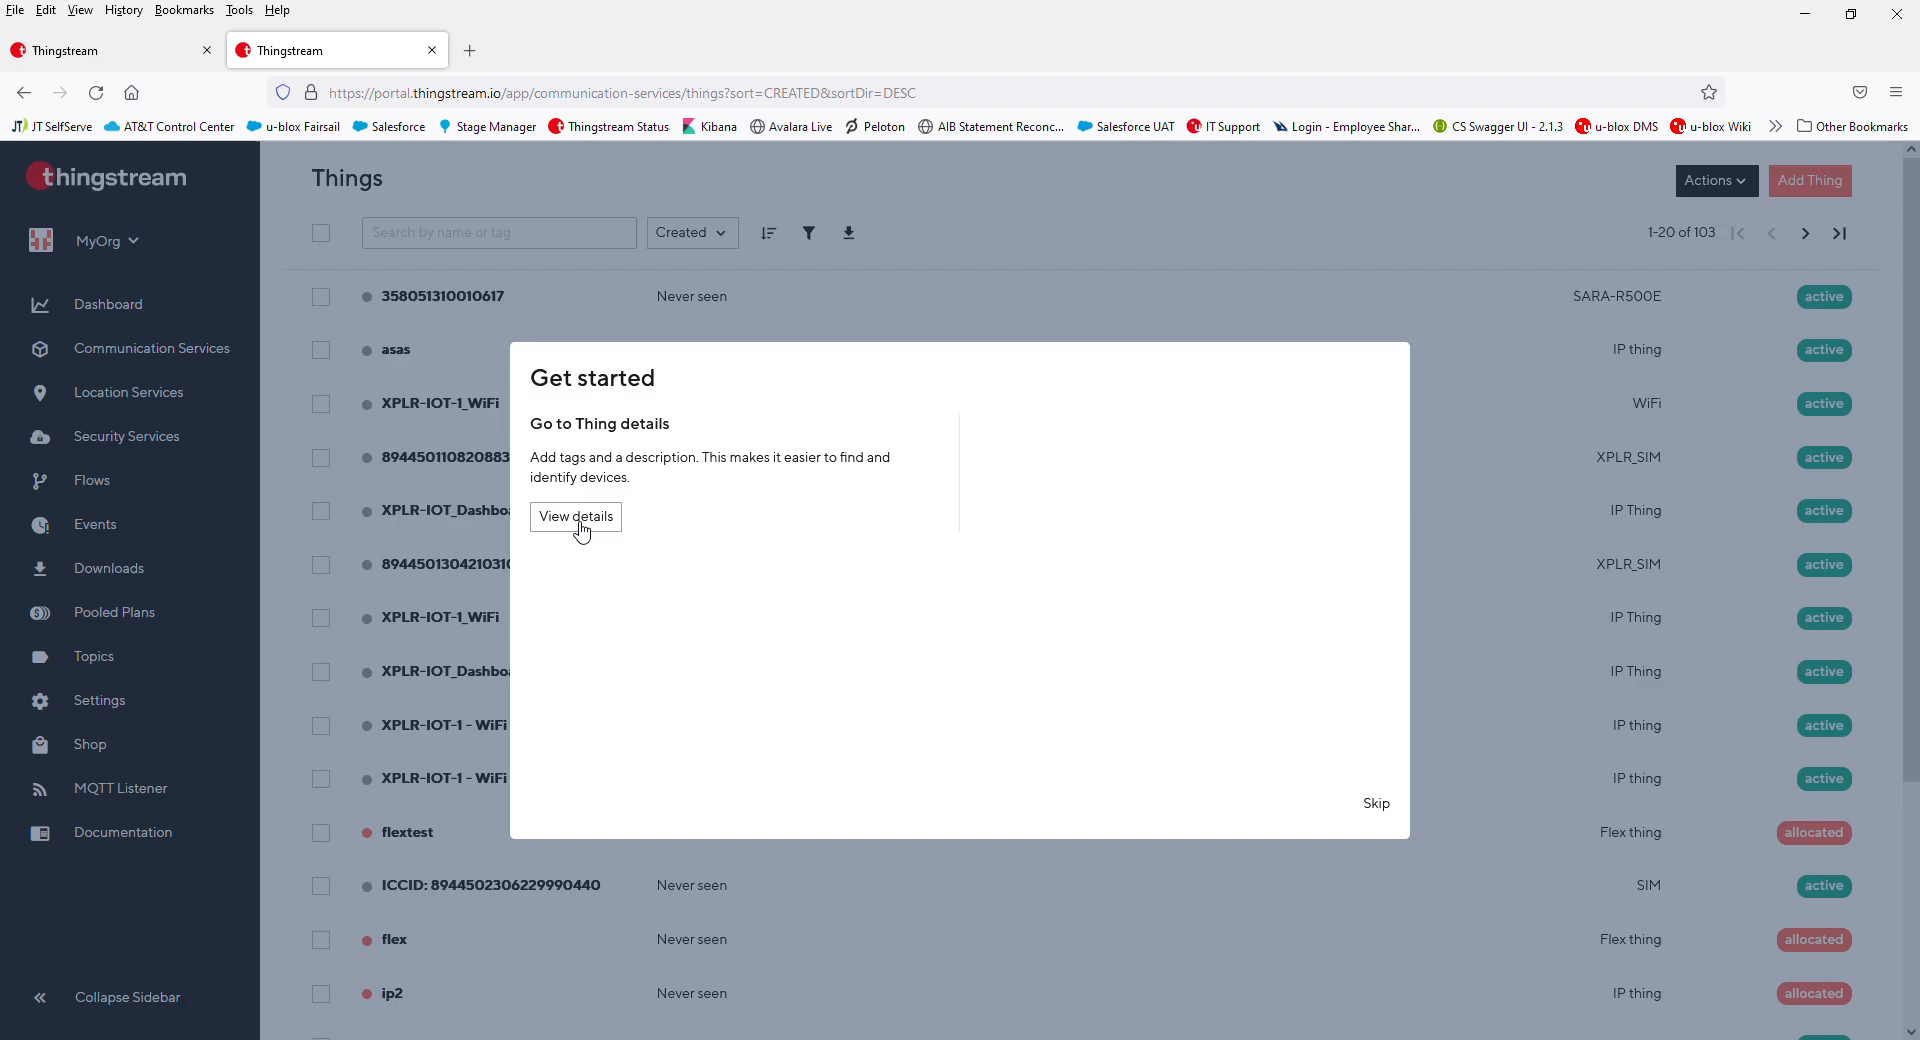 File Edit View History Bookmarks Tools Help
Thingstream
Thingstream
https://portal.thingstream.io/app/communication-services/things?sort=CREATED&sortDir=DESC
JT SelfServe AT&T Control Center u-blox Fairsail Salesforce Stage Manager Thingstream Status Kibana Avalara Live Peloton AIB Statement Reconc... Salesforce UAT IT Support Login - Employee Shar... CS Swagger UI - 2.1.3 u-blox DMS u-blox Wiki Other Bookmarks
thingstream
MyOrg
Dashboard
Communication Services
Location Services
Security Services
Flows
Events
Downloads
Pooled Plans
Topics
Settings
Shop
MQTT Listener
Documentation
Collapse Sidebar
Things
Actions Add Thing
Search by name or tag Created 1-20 of 103
358051310010617 Never seen SARA-R500E active
asas IP thing active
XPLR-IOT-1_WiFi WiFi active
894450110820883 XPLR_SIM active
XPLR-IOT_Dashbo IP Thing active
8944501304210310 XPLR_SIM active
XPLR-IOT-1_WiFi IP Thing active
XPLR-IOT_Dashbo IP Thing active
XPLR-IOT-1 - WiFi IP thing active
XPLR-IOT-1 - WiFi IP thing active
flextest Flex thing allocated
ICCID: 8944502306229990440 Never seen SIM active
flex Never seen Flex thing allocated
ip2 Never seen IP thing allocated
Get started
Go to Thing details
Add tags and a description. This makes it easier to find and
identify devices.
View details
Skip